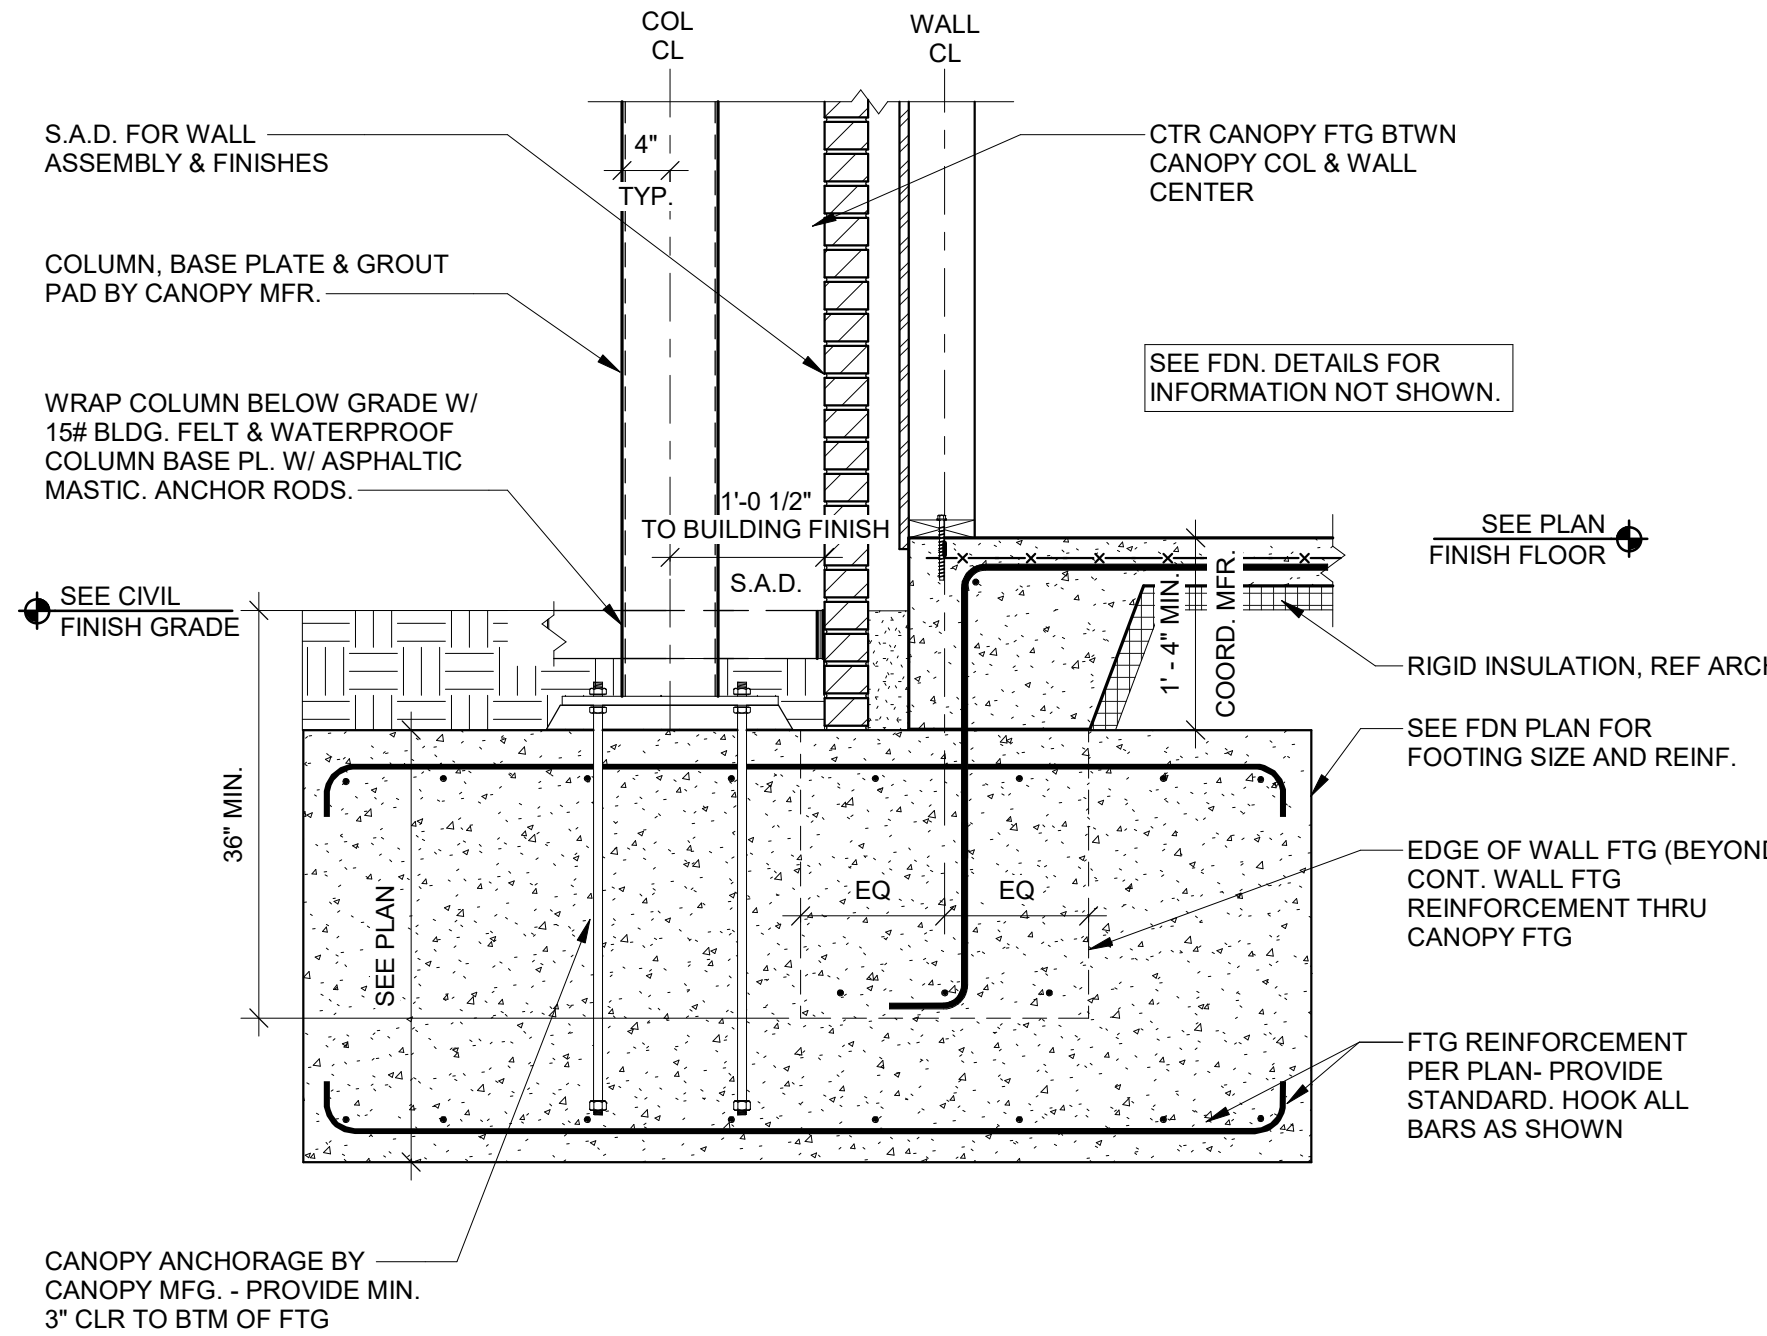 COL
CL
WALL
CL
S.A.D. FOR WALL
ASSEMBLY & FINISHES
4"
TYP.
CTR CANOPY FTG BTWN
CANOPY COL & WALL
CENTER
COLUMN, BASE PLATE & GROUT
PAD BY CANOPY MFR.
SEE FDN. DETAILS FOR
INFORMATION NOT SHOWN.
WRAP COLUMN BELOW GRADE W/
15# BLDG. FELT & WATERPROOF
COLUMN BASE PL. W/ ASPHALTIC
MASTIC. ANCHOR RODS.
1'-0 1/2"
TO BUILDING FINISH
S.A.D.
SEE PLAN
FINISH FLOOR
SEE CIVIL
FINISH GRADE
1' - 4" MIN.
COORD. MFR.
RIGID INSULATION, REF ARCH
SEE FDN PLAN FOR
FOOTING SIZE AND REINF.
36" MIN.
SEE PLAN
EQ
EQ
EDGE OF WALL FTG (BEYOND
CONT. WALL FTG
REINFORCEMENT THRU
CANOPY FTG
FTG REINFORCEMENT
PER PLAN- PROVIDE
STANDARD. HOOK ALL
BARS AS SHOWN
CANOPY ANCHORAGE BY
CANOPY MFG. - PROVIDE MIN.
3" CLR TO BTM OF FTG